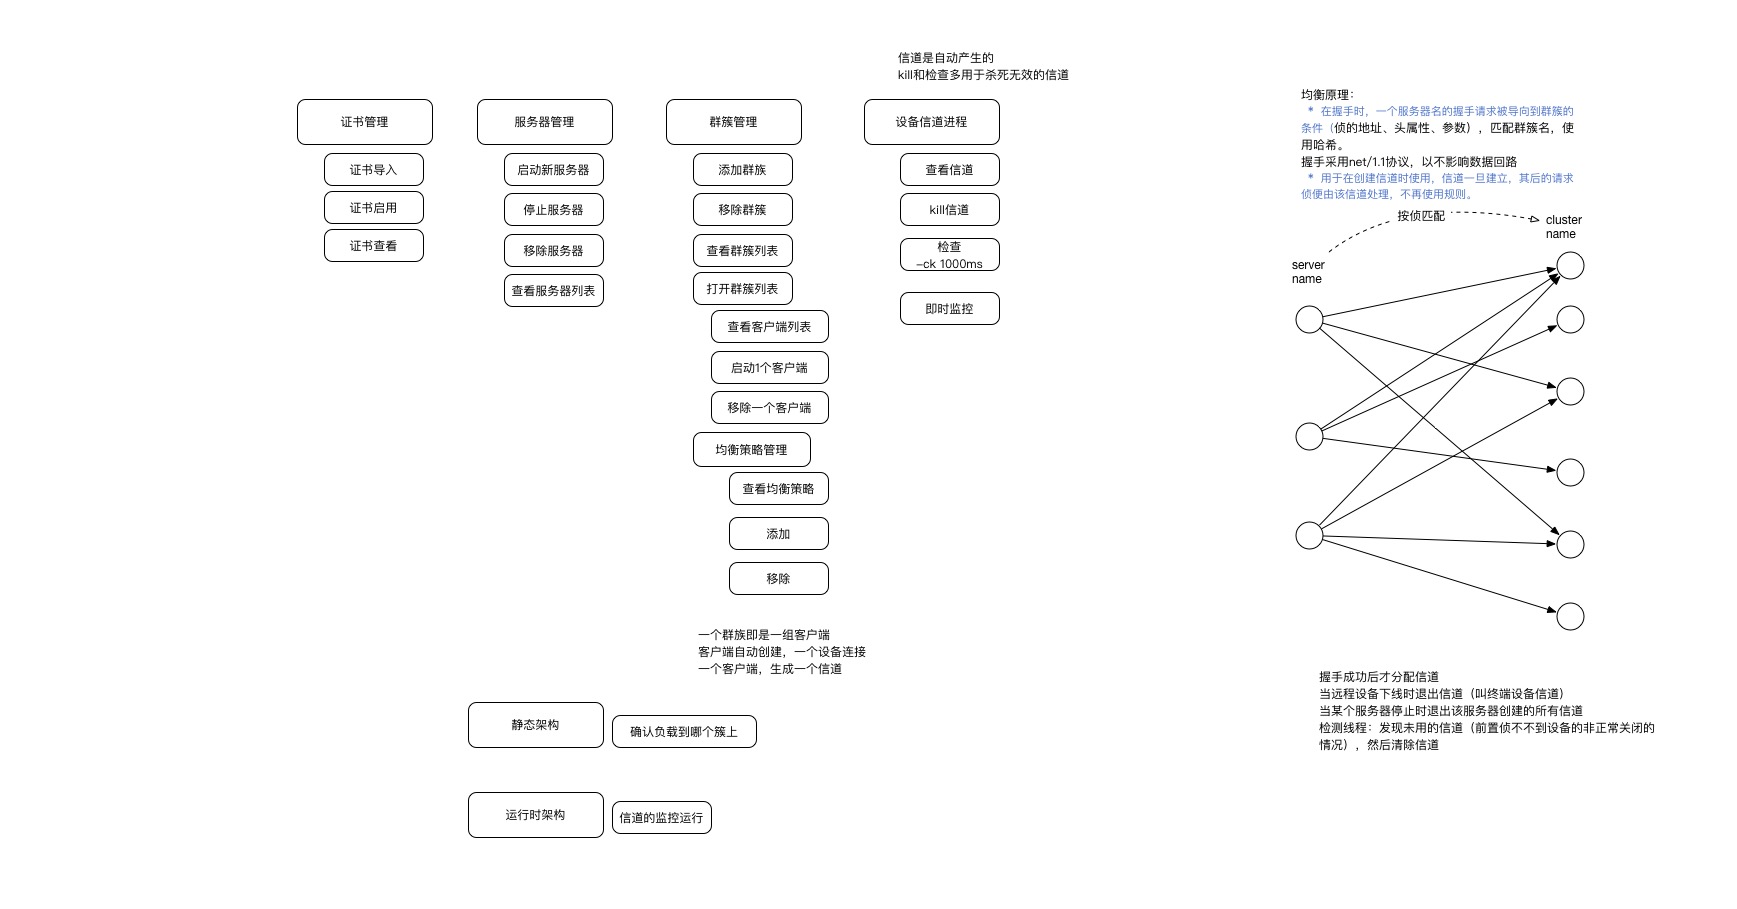 信道是自动产生的
kill和检查多用于杀死无效的信道
证书管理
证书导入
证书启用
证书查看
服务器管理
启动新服务器
停止服务器
移除服务器
查看服务器列表
群簇管理
添加群族
移除群簇
查看群簇列表
打开群簇列表
查看客户端列表
启动1个客户端
移除一个客户端
均衡策略管理
查看均衡策略
添加
移除
一个群族即是一组客户端
客户端自动创建，一个设备连接
一个客户端，生成一个信道
设备信道进程
查看信道
kill信道
检查
–ck 1000ms
即时监控
静态架构
确认负载到哪个簇上
运行时架构
信道的监控运行
均衡原理：
* 在握手时，一个服务器名的握手请求被导向到群簇的
条件（侦的地址、头属性、参数），匹配群簇名，使
用哈希。
握手采用net/1.1协议，以不影响数据回路
* 用于在创建信道时使用，信道一旦建立，其后的请求
侦便由该信道处理，不再使用规则。
按侦匹配
cluster
name
server
name
握手成功后才分配信道
当远程设备下线时退出信道（叫终端设备信道）
当某个服务器停止时退出该服务器创建的所有信道
检测线程：发现未用的信道（前置侦不不到设备的非正常关闭的
情况），然后清除信道